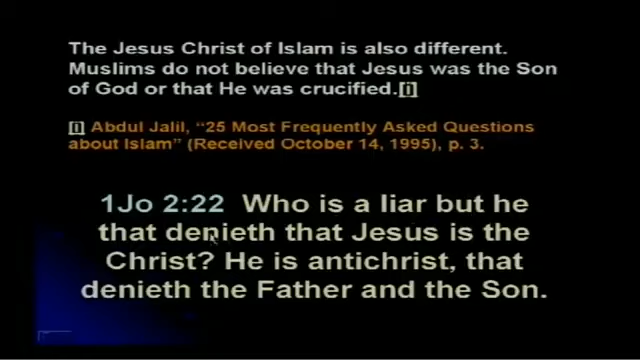 The Jesus Christ of Islam is also different.
Muslims do not believe that Jesus was the Son
of God or that He was crucified.[i]
[i] Abdul Jalil, “25 Most Frequently Asked Questions
about Islam” (Received October 14, 1995), p. 3.
1Jo 2:22 Who is a liar but he
that denieth that Jesus is the
Christ? He is antichrist, that
denieth the Father and the Son.